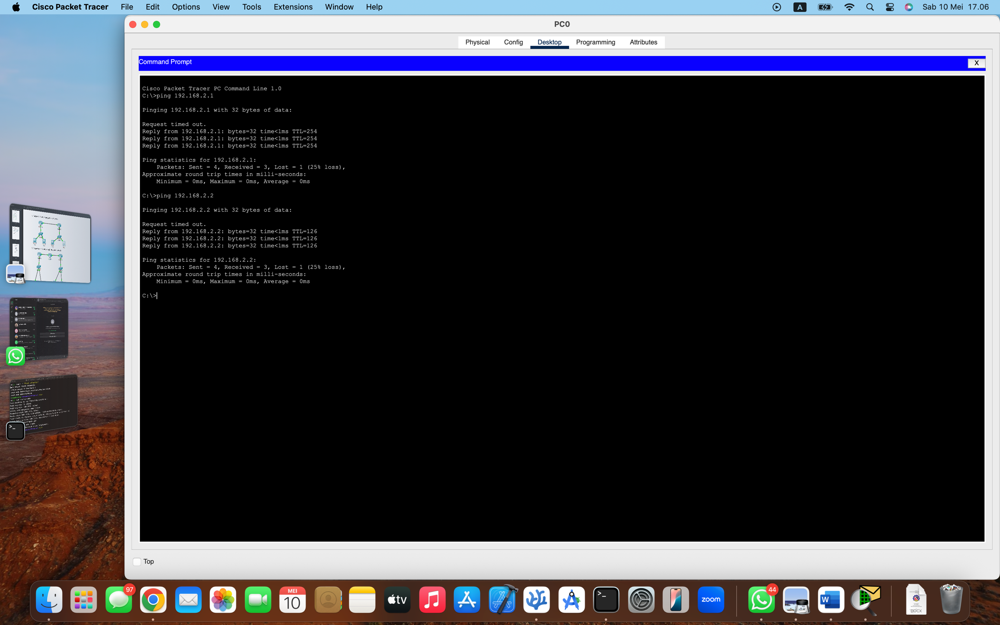 Cisco Packet Tracer File Edit Options View Tools Extensions Window Help A Sab 10 Mei 17.06
PC0
Physical Config Desktop Programming Attributes
Command Prompt X
Cisco Packet Tracer PC Command Line 1.0
C:\>ping 192.168.2.1
Pinging 192.168.2.1 with 32 bytes of data:
Request timed out.
Reply from 192.168.2.1: bytes=32 time<1ms TTL=254
Reply from 192.168.2.1: bytes=32 time<1ms TTL=254
Reply from 192.168.2.1: bytes=32 time<1ms TTL=254
Ping statistics for 192.168.2.1:
Packets: Sent = 4, Received = 3, Lost = 1 (25% loss),
Approximate round trip times in milli-seconds:
Minimum = 0ms, Maximum = 0ms, Average = 0ms
C:\>ping 192.168.2.2
Pinging 192.168.2.2 with 32 bytes of data:
Request timed out.
Reply from 192.168.2.2: bytes=32 time<1ms TTL=126
Reply from 192.168.2.2: bytes=32 time<1ms TTL=126
Reply from 192.168.2.2: bytes=32 time<1ms TTL=126
Ping statistics for 192.168.2.2:
Packets: Sent = 4, Received = 3, Lost = 1 (25% loss),
Approximate round trip times in milli-seconds:
Minimum = 0ms, Maximum = 0ms, Average = 0ms
C:\>
Top
97
MEI
10
tv
>_
zoom
44
W
DOCX